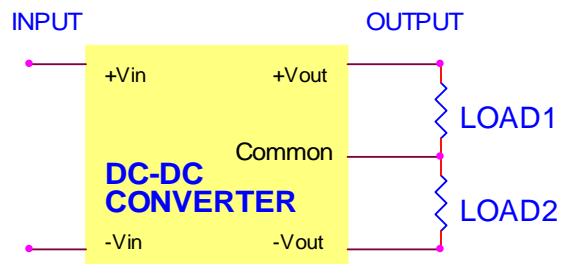 INPUT
OUTPUT
+Vin
+Vout
LOAD1
Common
DC-DC
CONVERTER
LOAD2
-Vin
-Vout